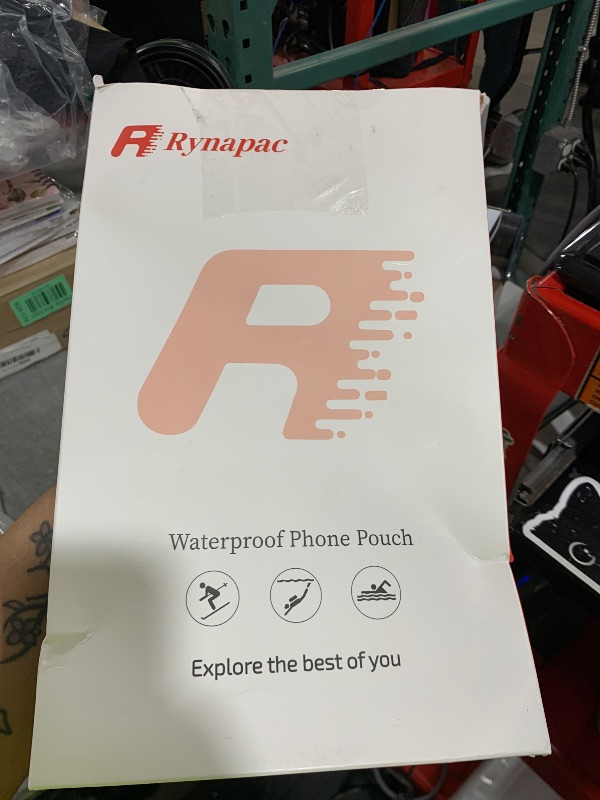 Rynapac
Waterproof Phone Pouch
Explore the best of you